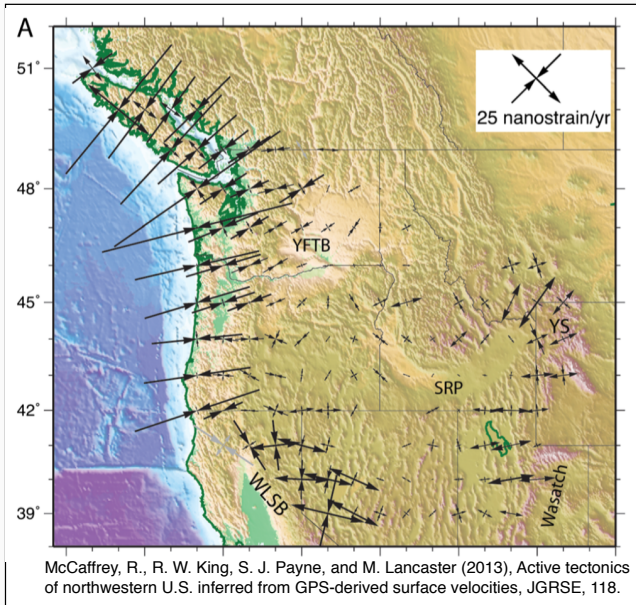 A
51°
48°
45°
42°
39°
25 nanostrain/yr
YFTB
YS
SRP
WLSB
Wasatch
McCaffrey, R., R. W. King, S. J. Payne, and M. Lancaster (2013), Active tectonics
of northwestern U.S. inferred from GPS-derived surface velocities, JGRSE, 118.